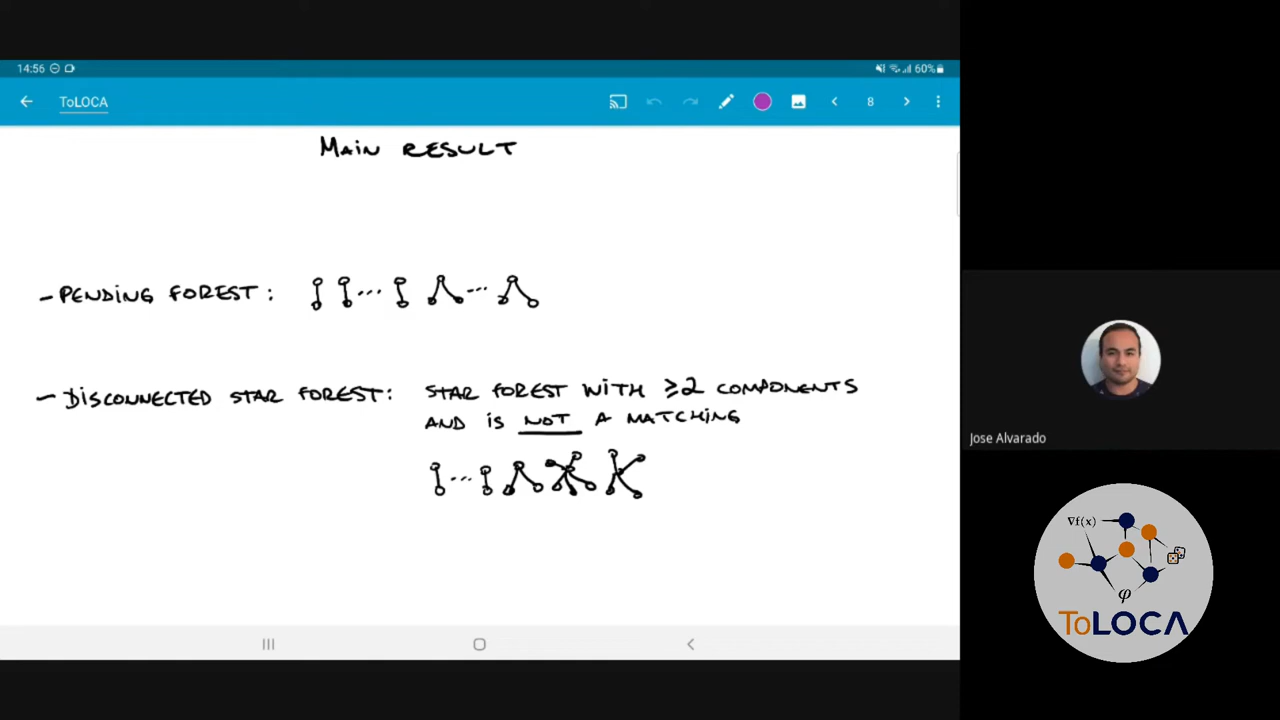 14:56
60%
ToLOCA
8
MAIN RESULT
- PENDING FOREST:
- DISCONNECTED STAR FOREST: STAR FOREST WITH ≥2 COMPONENTS
AND IS NOT A MATCHING
Jose Alvarado
∇f(x)
φ
ToLOCA